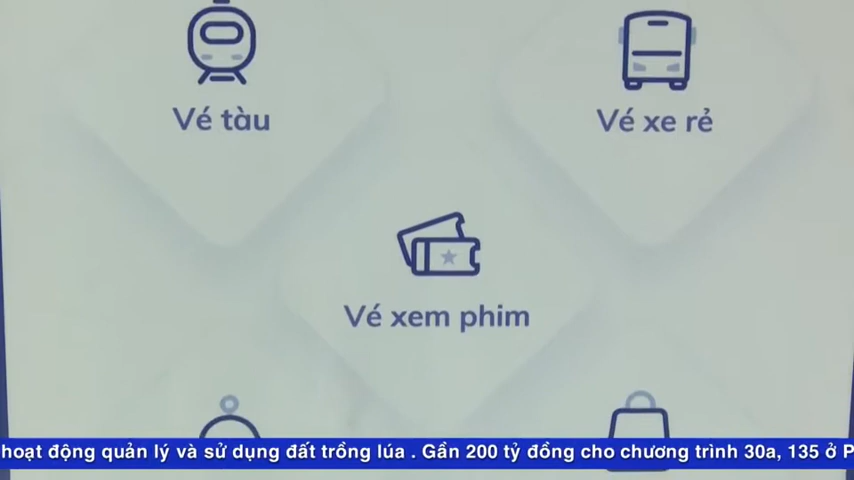 Vé tàu
Vé xe rẻ
Vé xem phim
hoạt động quản lý và sử dụng đất trồng lúa . Gần 200 tỷ đồng cho chương trình 30a, 135 ở P